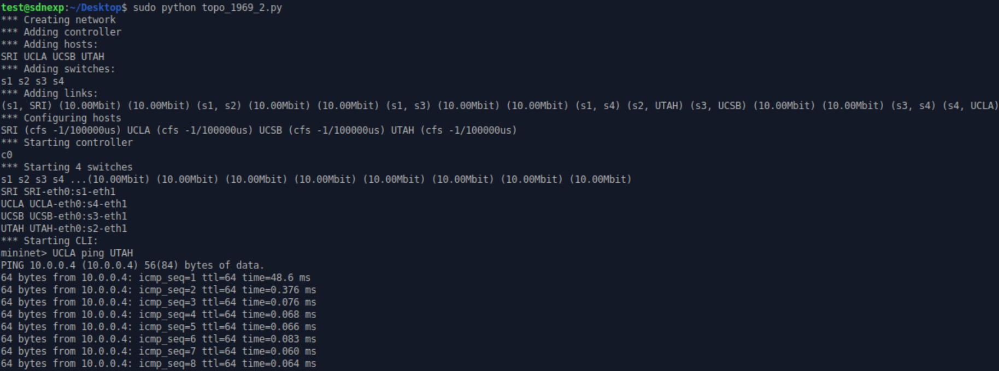 test@sdnexp:~/Desktop$ sudo python topo_1969_2.py
*** Creating network
*** Adding controller
*** Adding hosts:
SRI UCLA UCSB UTAH
*** Adding switches:
s1 s2 s3 s4
*** Adding links:
(s1, SRI) (10.00Mbit) (10.00Mbit) (s1, s2) (10.00Mbit) (10.00Mbit) (s1, s3) (10.00Mbit) (10.00Mbit) (s1, s4) (s2, UTAH) (s3, UCSB) (10.00Mbit) (10.00Mbit) (s3, s4) (s4, UCLA)
*** Configuring hosts
SRI (cfs -1/100000us) UCLA (cfs -1/100000us) UCSB (cfs -1/100000us) UTAH (cfs -1/100000us)
*** Starting controller
c0
*** Starting 4 switches
s1 s2 s3 s4 ...(10.00Mbit) (10.00Mbit) (10.00Mbit) (10.00Mbit) (10.00Mbit) (10.00Mbit) (10.00Mbit) (10.00Mbit)
SRI SRI-eth0:s1-eth1
UCLA UCLA-eth0:s4-eth1
UCSB UCSB-eth0:s3-eth1
UTAH UTAH-eth0:s2-eth1
*** Starting CLI:
mininet> UCLA ping UTAH
PING 10.0.0.4 (10.0.0.4) 56(84) bytes of data.
64 bytes from 10.0.0.4: icmp_seq=1 ttl=64 time=48.6 ms
64 bytes from 10.0.0.4: icmp_seq=2 ttl=64 time=0.376 ms
64 bytes from 10.0.0.4: icmp_seq=3 ttl=64 time=0.076 ms
64 bytes from 10.0.0.4: icmp_seq=4 ttl=64 time=0.068 ms
64 bytes from 10.0.0.4: icmp_seq=5 ttl=64 time=0.066 ms
64 bytes from 10.0.0.4: icmp_seq=6 ttl=64 time=0.083 ms
64 bytes from 10.0.0.4: icmp_seq=7 ttl=64 time=0.060 ms
64 bytes from 10.0.0.4: icmp_seq=8 ttl=64 time=0.064 ms